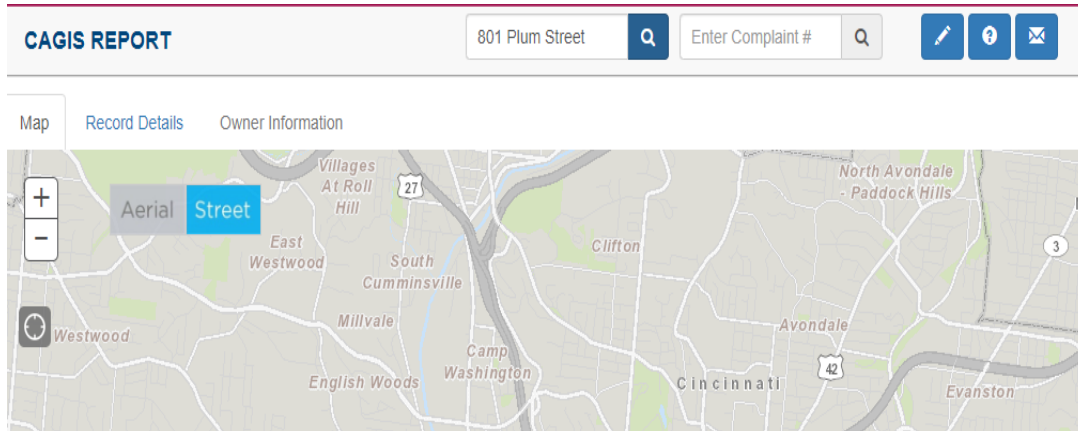 CAGIS REPORT
801 Plum Street
Enter Complaint #
Map
Record Details
Owner Information
+
−
Aerial
Street
Villages
At Roll
Hill
27
North Avondale
- Paddock Hills
East
Westwood
South
Cumminsville
Clifton
3
Westwood
Millvale
Avondale
Camp
Washington
English Woods
Cincinnati
42
Evanston